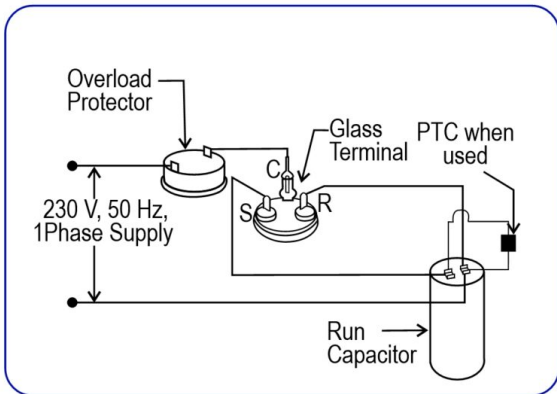 Overload
Protector
Glass
Terminal
PTC when
used
C
S
R
230 V, 50 Hz,
1Phase Supply
Run
Capacitor